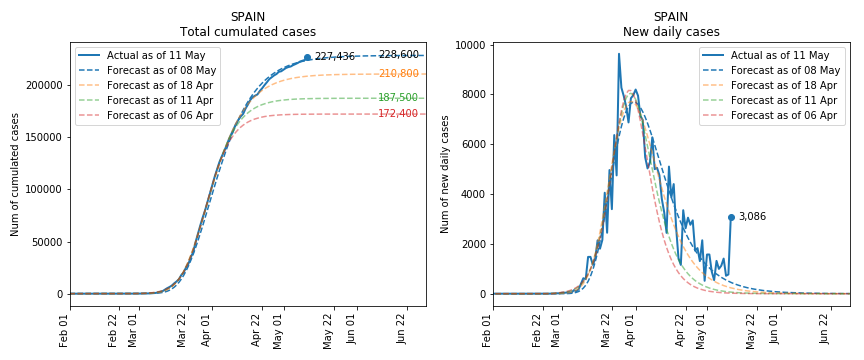 SPAIN
Total cumulated cases
Num of cumulated cases
200000
150000
100000
50000
0
Actual as of 11 May
Forecast as of 08 May
Forecast as of 18 Apr
Forecast as of 11 Apr
Forecast as of 06 Apr
227,436
228,600
210,800
187,500
172,400
Feb 01
Feb 22
Mar 01
Mar 22
Apr 01
Apr 22
May 01
May 22
Jun 01
Jun 22
SPAIN
New daily cases
Num of new daily cases
10000
8000
6000
4000
2000
0
Actual as of 11 May
Forecast as of 08 May
Forecast as of 18 Apr
Forecast as of 11 Apr
Forecast as of 06 Apr
3,086
Feb 01
Feb 22
Mar 01
Mar 22
Apr 01
Apr 22
May 01
May 22
Jun 01
Jun 22